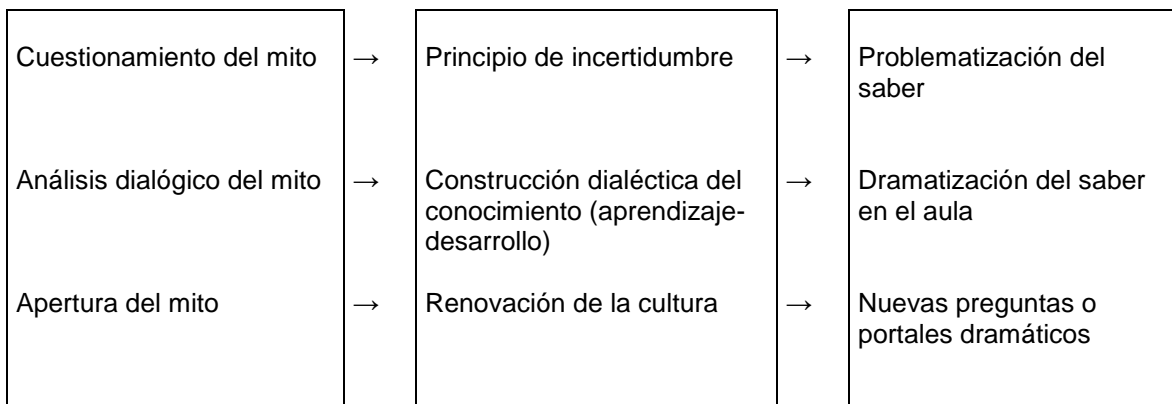 Cuestionamiento del mito → Principio de incertidumbre → Problematización del
saber
Análisis dialógico del mito → Construcción dialéctica del → Dramatización del saber
conocimiento (aprendizaje- en el aula
desarrollo)
Apertura del mito → Renovación de la cultura → Nuevas preguntas o
portales dramáticos